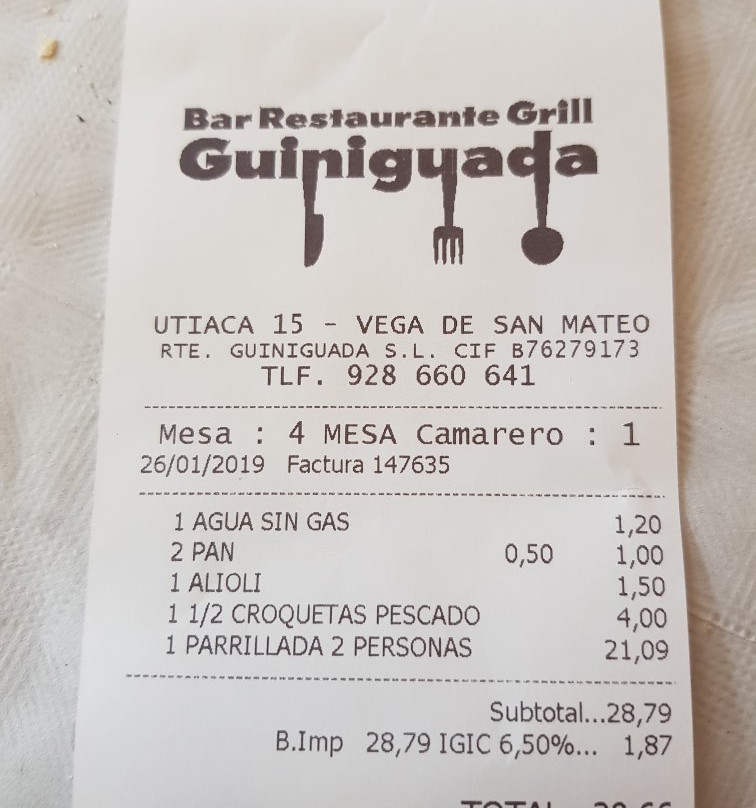 Bar Restaurante Grill
Guiniguada
UTIACA 15 - VEGA DE SAN MATEO
RTE. GUINIGUADA S.L. CIF B76279173
TLF. 928 660 641
Mesa : 4 MESA Camarero : 1
26/01/2019 Factura 147635
1 AGUA SIN GAS 1,20
2 PAN 0,50 1,00
1 ALIOLI 1,50
1 1/2 CROQUETAS PESCADO 4,00
1 PARRILLADA 2 PERSONAS 21,09
Subtotal...28,79
B.Imp 28,79 IGIC 6,50%... 1,87
TOTAL